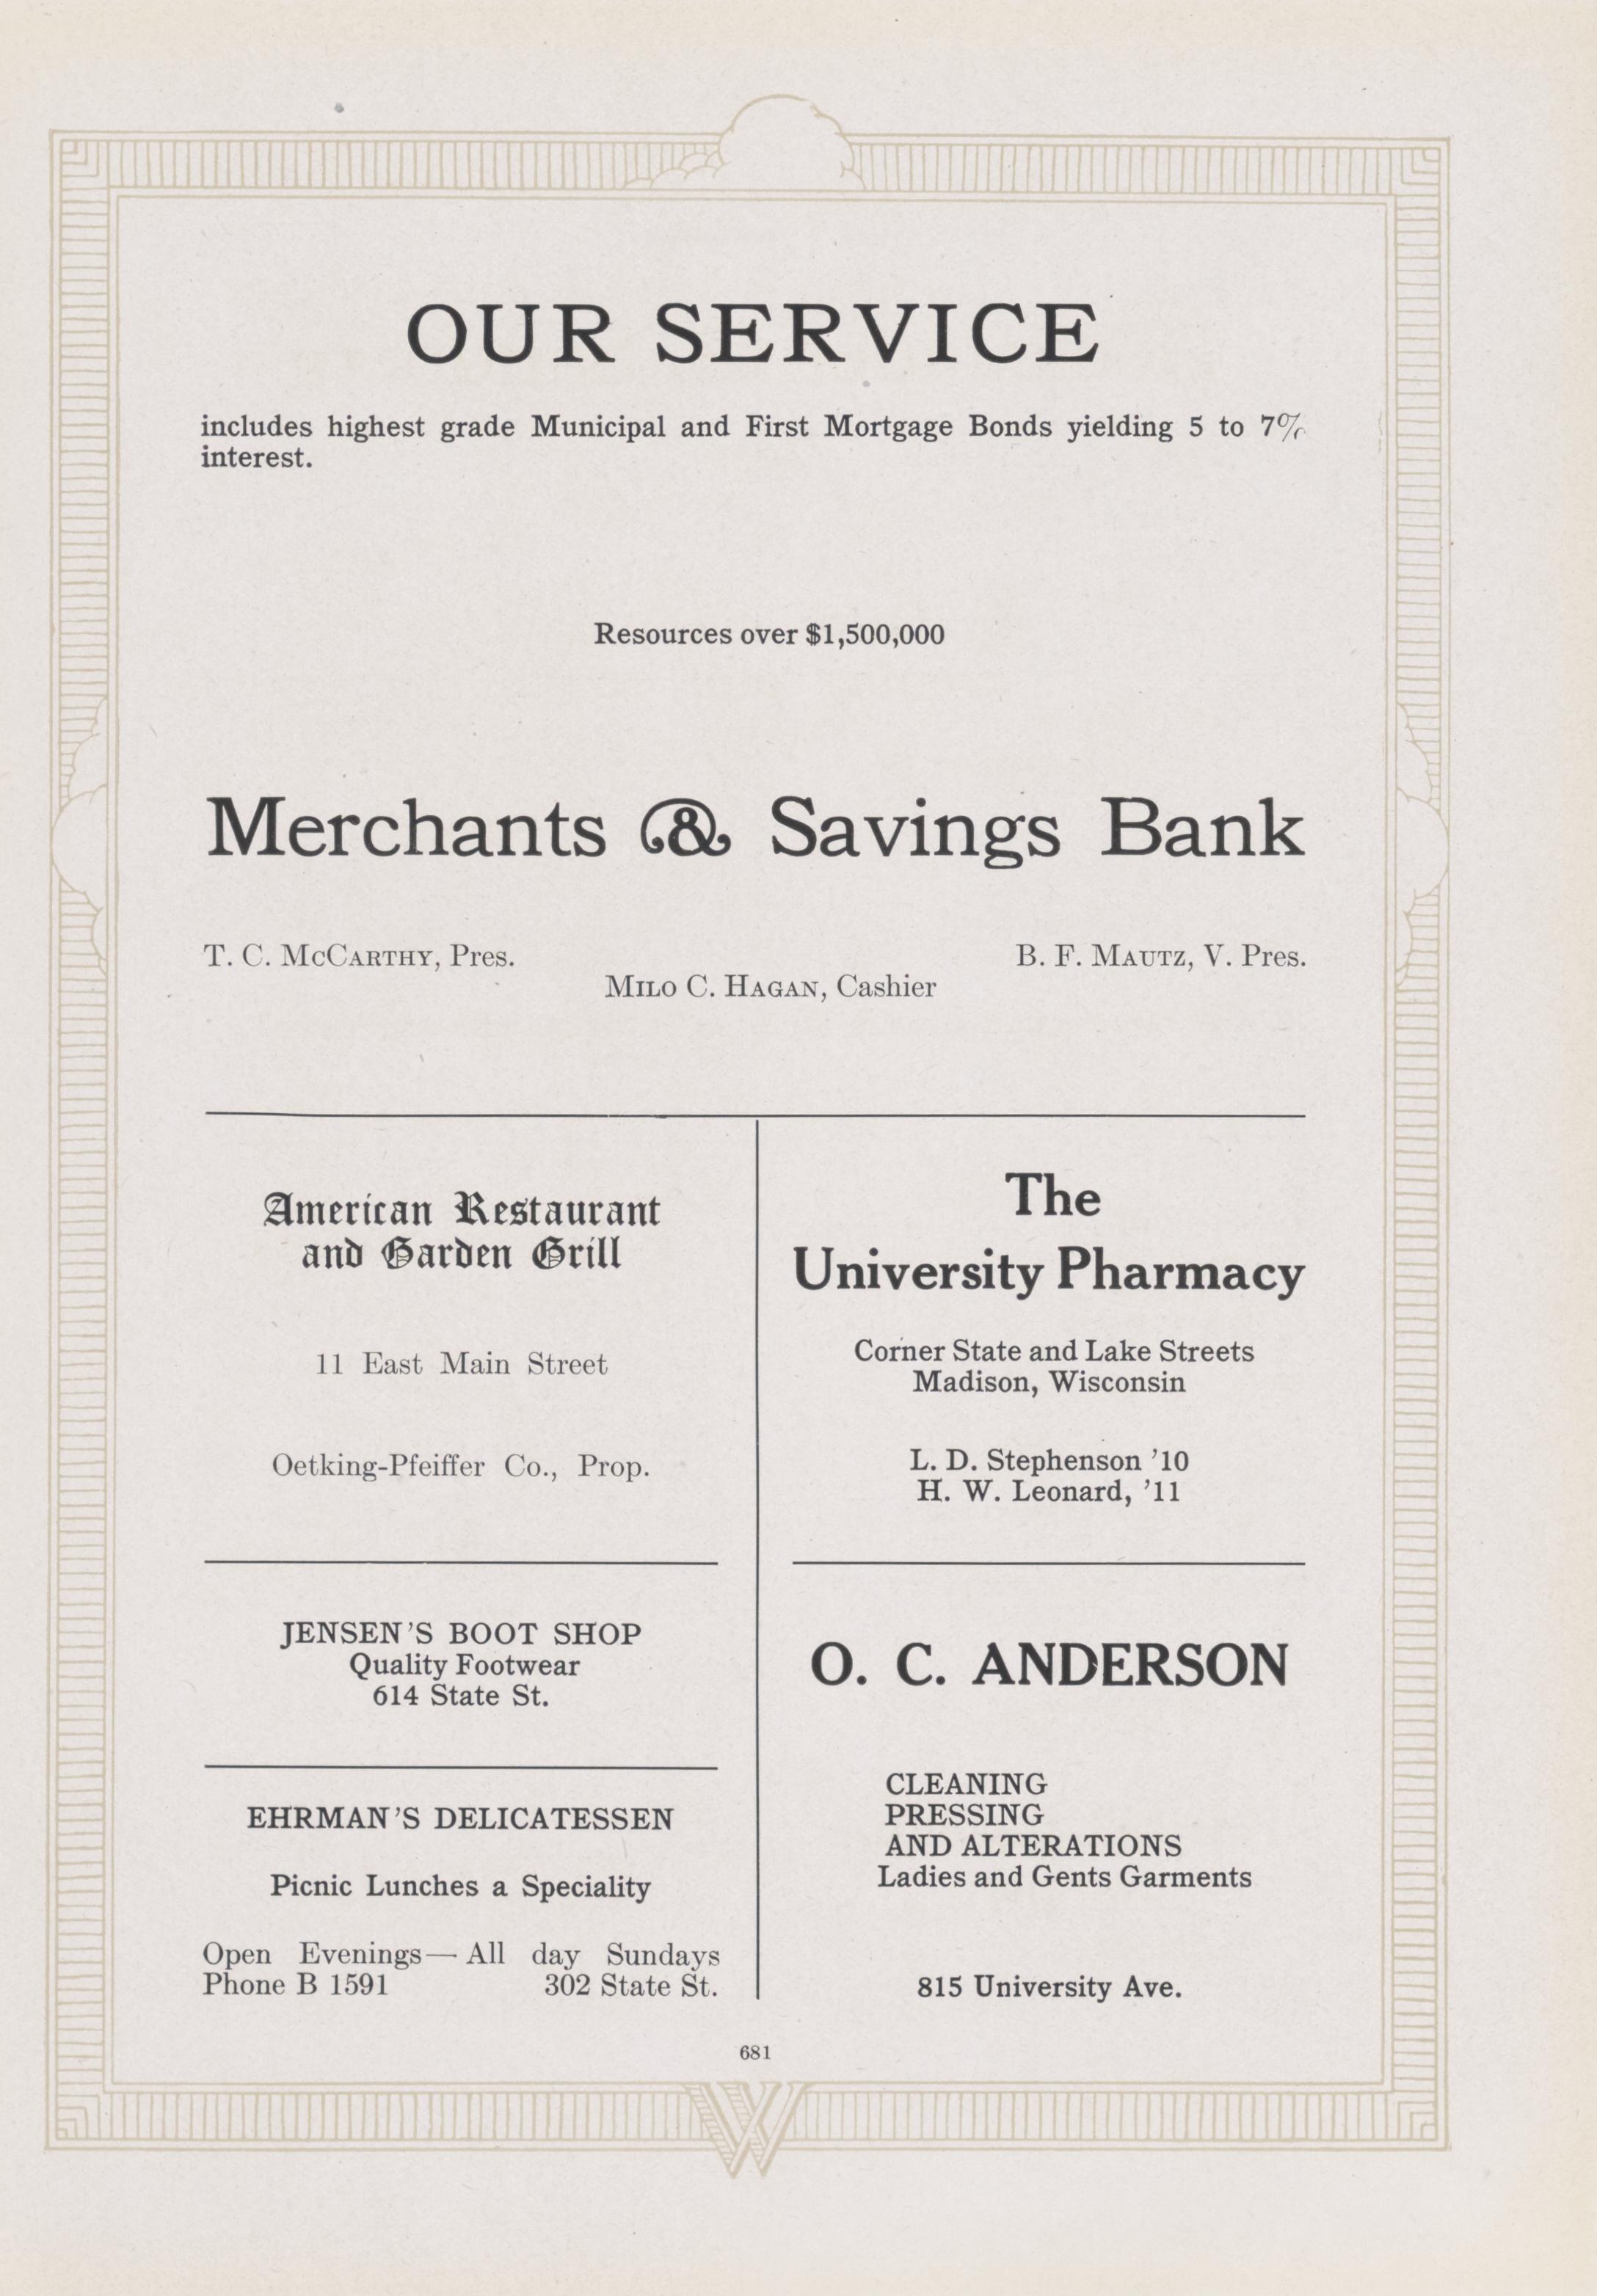 OUR SERVICE
includes highest grade Municipal and First Mortgage Bonds yielding 5 to 7%
interest.
Resources over $1,500,000
Merchants & Savings Bank
T. C. McCarthy, Pres.
B. F. Mautz, V. Pres.
Milo C. Hagan, Cashier
American Restaurant
and Garden Grill
11 East Main Street
Oetking-Pfeiffer Co., Prop.
JENSEN'S BOOT SHOP
Quality Footwear
614 State St.
EHRMAN'S DELICATESSEN
Picnic Lunches a Speciality
Open Evenings— All day Sundays
Phone B 1591 302 State St.
The
University Pharmacy
Corner State and Lake Streets
Madison, Wisconsin
L. D. Stephenson '10
H. W. Leonard, '11
O. C. ANDERSON
CLEANING
PRESSING
AND ALTERATIONS
Ladies and Gents Garments
815 University Ave.
681
W